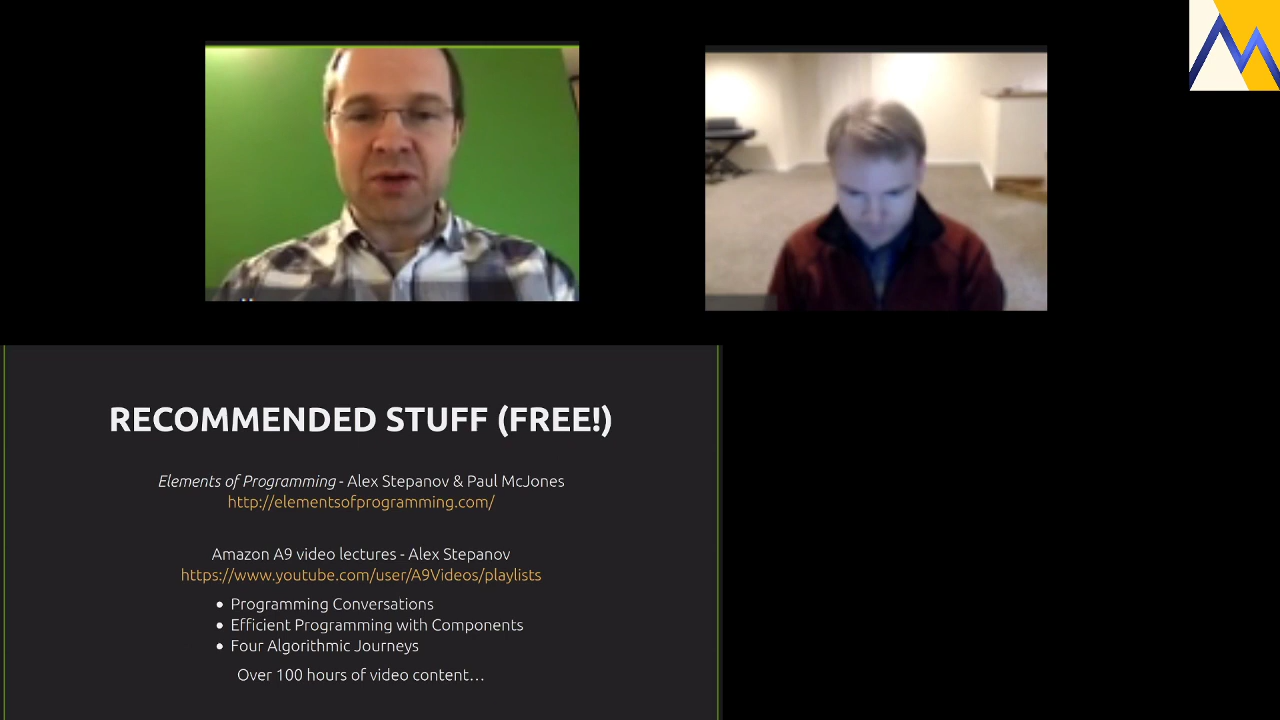 RECOMMENDED STUFF (FREE!)
Elements of Programming - Alex Stepanov & Paul McJones
http://elementsofprogramming.com/
Amazon A9 video lectures - Alex Stepanov
https://www.youtube.com/user/A9Videos/playlists
• Programming Conversations
• Efficient Programming with Components
• Four Algorithmic Journeys
Over 100 hours of video content...